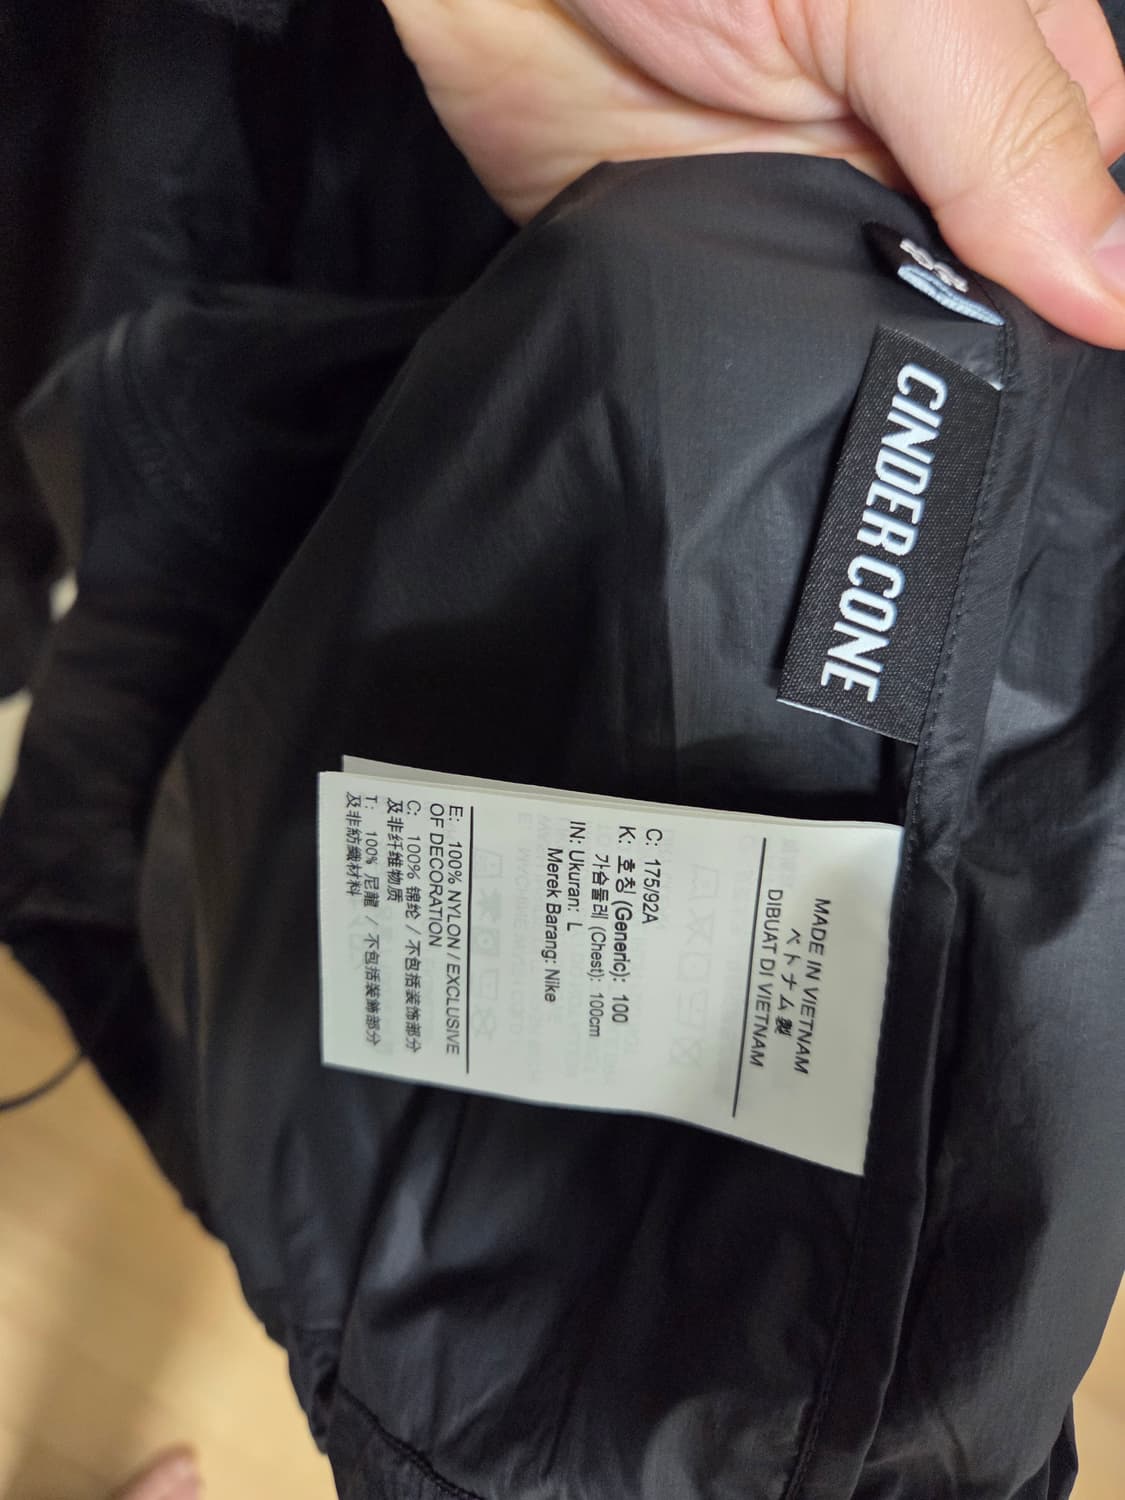 CINDER CONE
MADE IN VIETNAM
ベトナム製
DIBUAT DI VIETNAM
C: 175/92A
K: 호칭 (Generic): 100
가슴둘레 (Chest): 100cm
IN: Ukuran: L
Merek Barang: Nike
E: 100% NYLON / EXCLUSIVE
OF DECORATION
C: 100% 锦纶 / 不包括装饰部分
及非纤维物质
T: 100% 尼龍 / 不包括裝飾部分
及非紡織材料